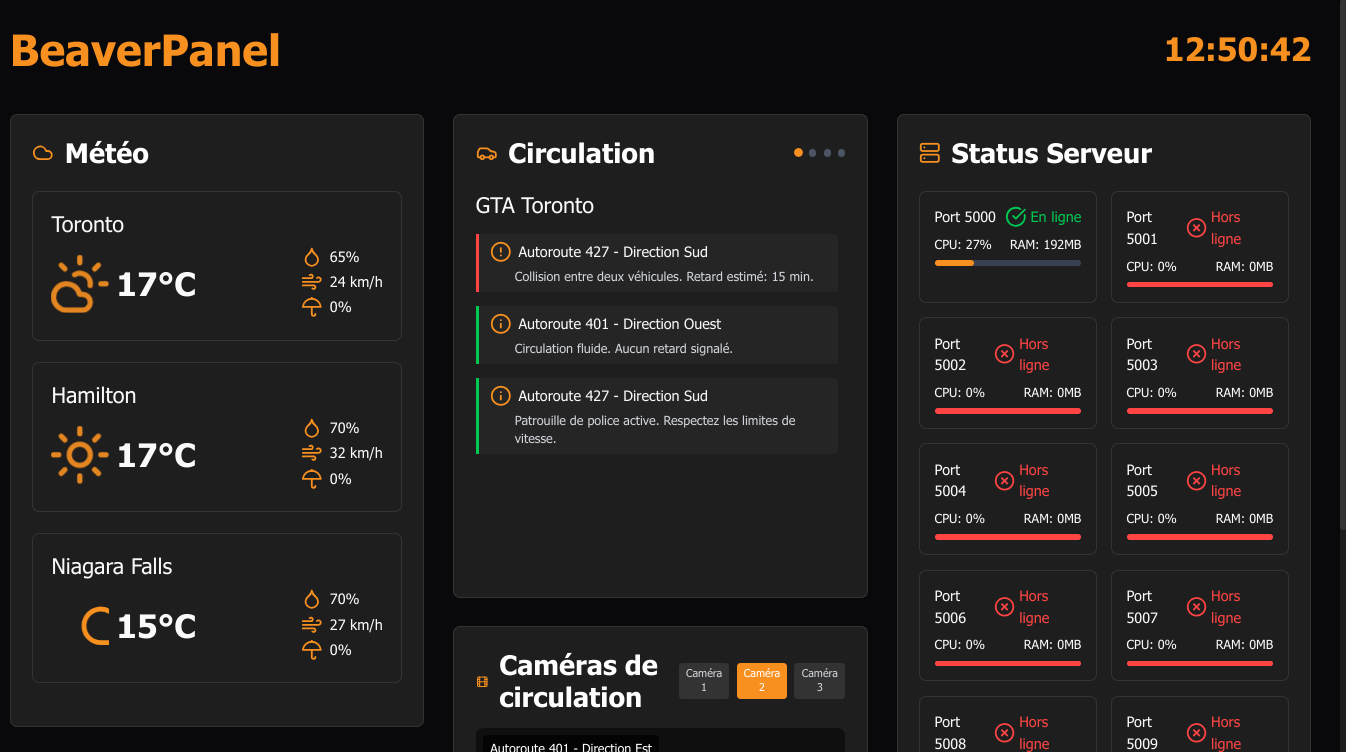 BeaverPanel
12:50:42
Météo
Toronto
17°C
65%
24 km/h
0%
Hamilton
17°C
70%
32 km/h
0%
Niagara Falls
15°C
70%
27 km/h
0%
Circulation
GTA Toronto
Autoroute 427 - Direction Sud
Collision entre deux véhicules. Retard estimé: 15 min.
Autoroute 401 - Direction Ouest
Circulation fluide. Aucun retard signalé.
Autoroute 427 - Direction Sud
Patrouille de police active. Respectez les limites de
vitesse.
Caméras de
circulation
Caméra
1
Caméra
2
Caméra
3
Autoroute 401 - Direction Est
Status Serveur
Port 5000
En ligne
CPU: 27%
RAM: 192MB
Port
5001
Hors
ligne
CPU: 0%
RAM: 0MB
Port
5002
Hors
ligne
CPU: 0%
RAM: 0MB
Port
5003
Hors
ligne
CPU: 0%
RAM: 0MB
Port
5004
Hors
ligne
CPU: 0%
RAM: 0MB
Port
5005
Hors
ligne
CPU: 0%
RAM: 0MB
Port
5006
Hors
ligne
CPU: 0%
RAM: 0MB
Port
5007
Hors
ligne
CPU: 0%
RAM: 0MB
Port
5008
Hors
ligne
Port
5009
Hors
ligne